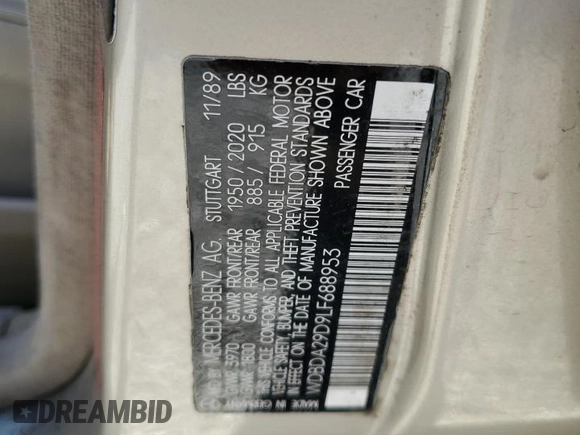 MFD BY MERCEDES-BENZ AG. STUTTGART 11/89
GVWR 3970 GAWR FRONT/REAR 1950/2020 LBS
GVWR 1800 GAWR FRONT/REAR 885/ 915 KG
THIS VEHICLE CONFORMS TO ALL APPLICABLE FEDERAL MOTOR
VEHICLE SAFETY, BUMPER, AND THEFT PREVENTION STANDARDS
IN EFFECT ON THE DATE OF MANUFACTURE SHOWN ABOVE
WDBDA29D9LF688953 PASSENGER CAR
GERMANY
DREAMBID